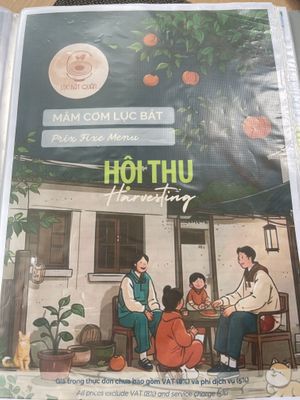 LỤC BÁT QUÁN
MÂM CƠM LỤC BÁT
Prix Fixe Menu
HỘI THU
Harvesting
Giá trong thực đơn chưa bao gồm VAT (8%) và phí dịch vụ (5%)
All prices exclude VAT (8%) and service charge (5%)